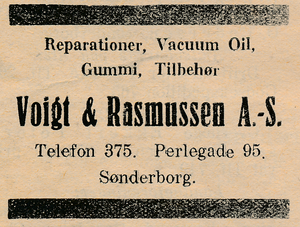 Reparationer, Vacuum Oil,
Gummi, Tilbehør
Voigt & Rasmussen A.-S.
Telefon 375. Perlegade 95.
Sønderborg.